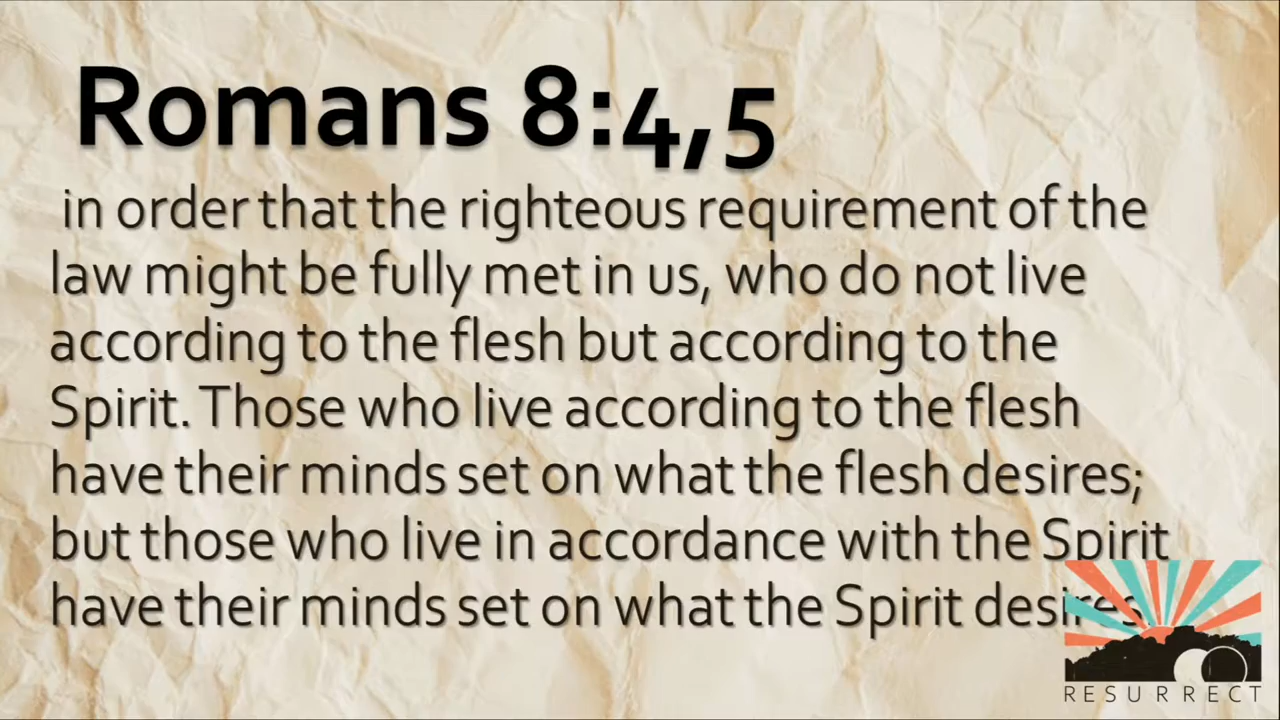 Romans 8:4,5
in order that the righteous requirement of the
law might be fully met in us, who do not live
according to the flesh but according to the
Spirit. Those who live according to the flesh
have their minds set on what the flesh desires;
but those who live in accordance with the Spirit
have their minds set on what the Spirit desires.
RESURRECT